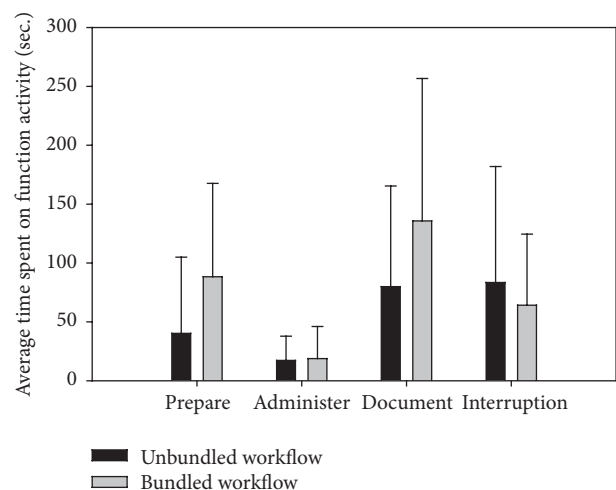 Average time spent on function activity (sec.)
300
250
200
150
100
50
0
Prepare Administer Document Interruption
Unbundled workflow
Bundled workflow